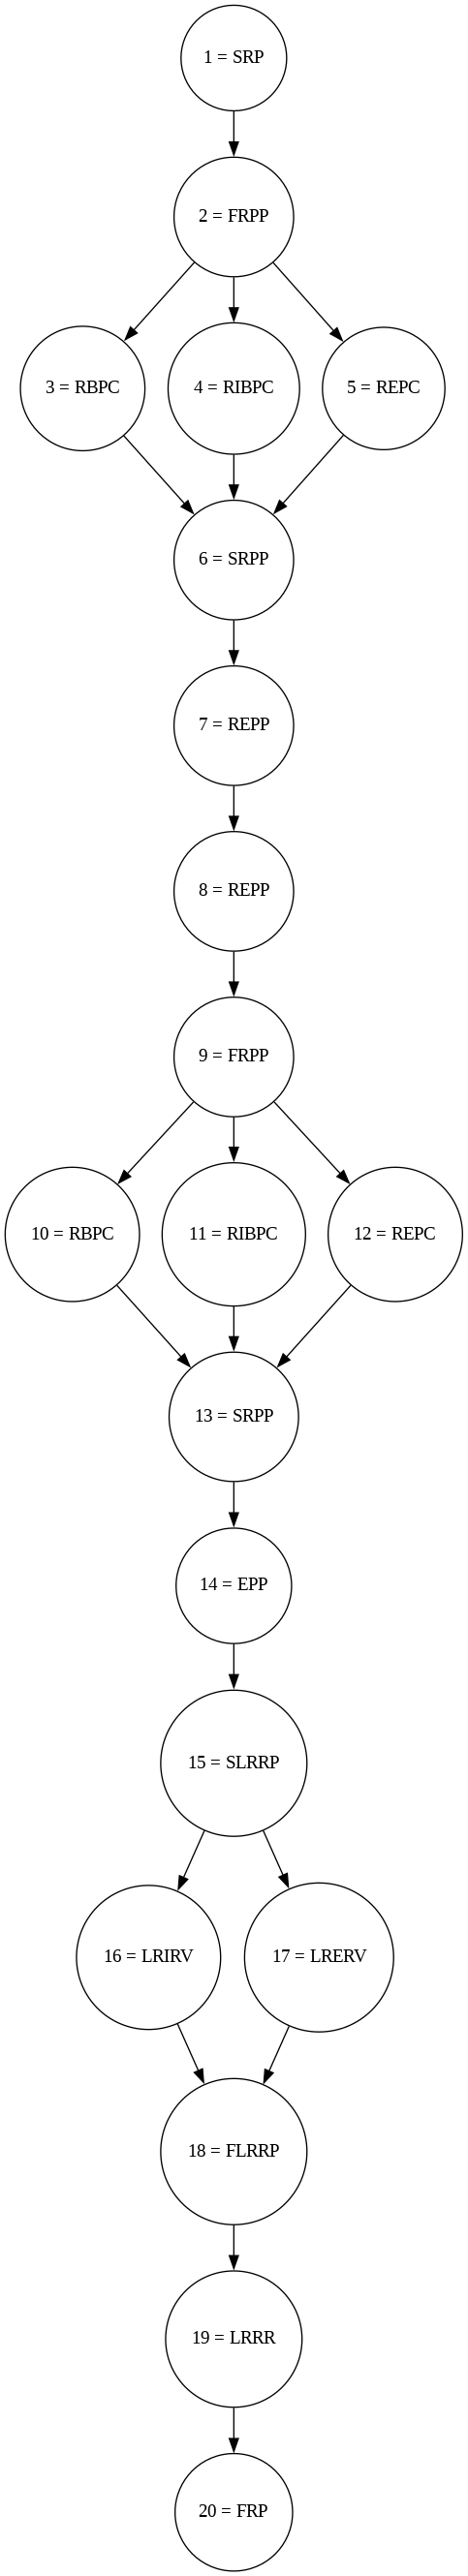 1 = SRP
2 = FRPP
3 = RBPC
4 = RIBPC
5 = REPC
6 = SRPP
7 = REPP
8 = REPP
9 = FRPP
10 = RBPC
11 = RIBPC
12 = REPC
13 = SRPP
14 = EPP
15 = SLRRP
16 = LRIRV
17 = LRERV
18 = FLRRP
19 = LRRR
20 = FRP